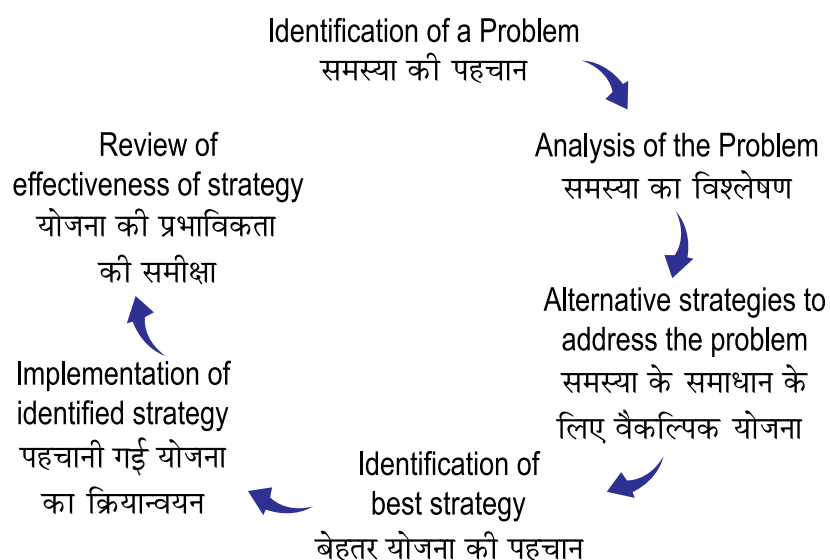 Identification of a Problem
समस्या की पहचान
Analysis of the Problem
समस्या का विश्लेषण
Alternative strategies to
address the problem
समस्या के समाधान के
लिए वैकल्पिक योजना
Identification of
best strategy
बेहतर योजना की पहचान
Implementation of
identified strategy
पहचानी गई योजना
का क्रियान्वयन
Review of
effectiveness of strategy
योजना की प्रभाविकता
की समीक्षा